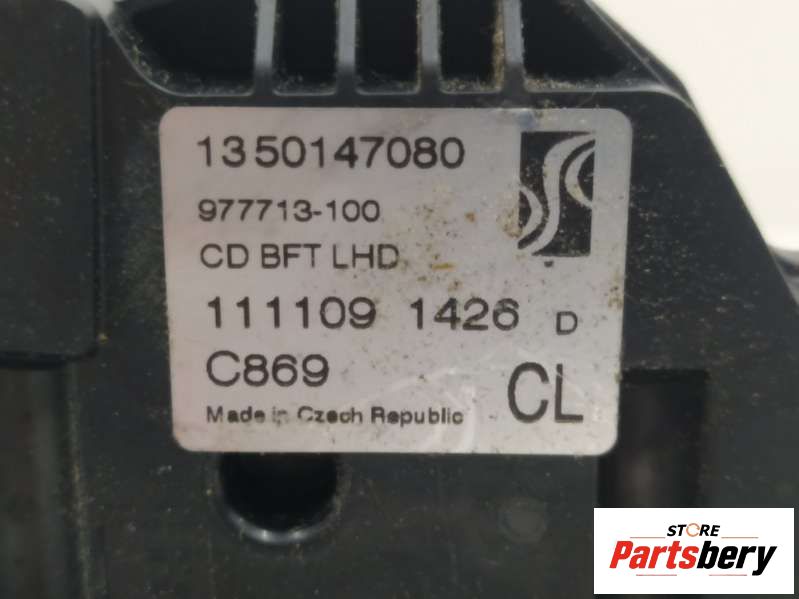 1350147080
977713-100
CD BFT LHD
111109 1426 D
C869
CL
Made in Czech Republic
STORE
Partsbery